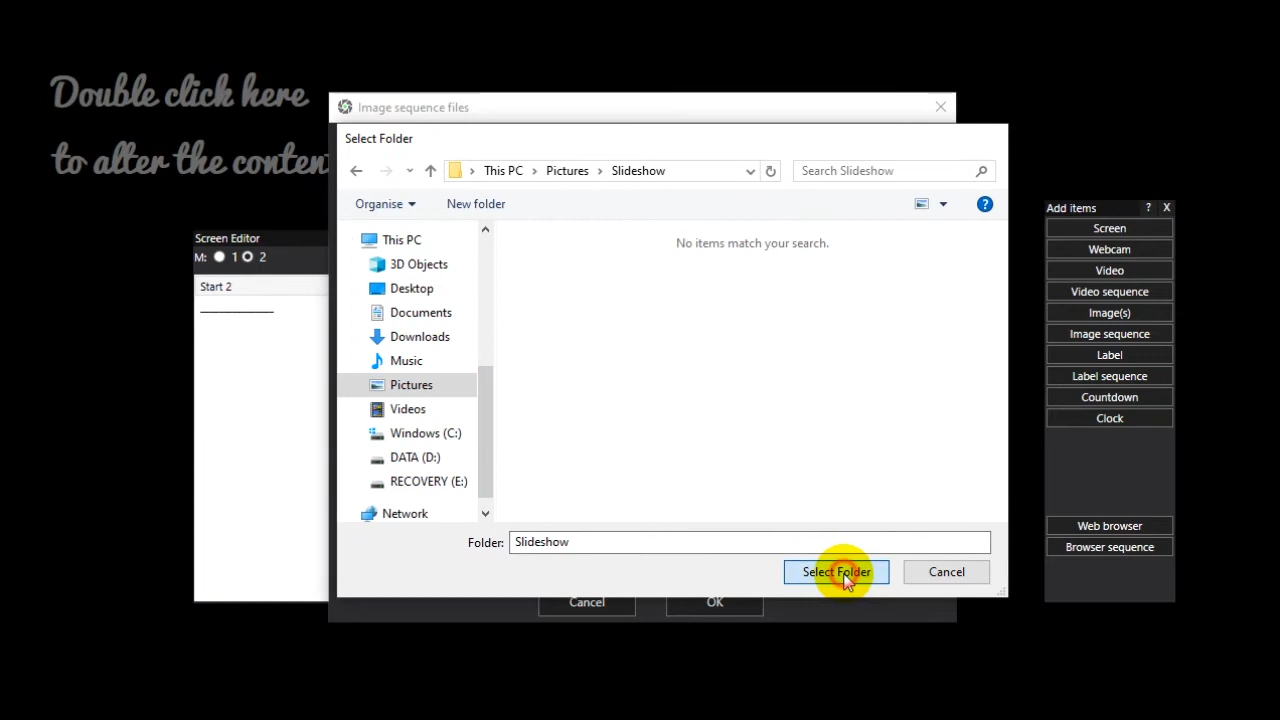 Double click here
to alter the conten
Image sequence files
Select Folder
This PC
Pictures
Slideshow
Search Slideshow
Organise
New folder
?
This PC
3D Objects
Desktop
Documents
Downloads
Music
Pictures
Videos
Windows (C:)
DATA (D:)
RECOVERY (E:)
Network
No items match your search.
Folder: Slideshow
Select Folder
Cancel
Cancel
OK
Screen Editor
M: 1 2
Start 2
Add items ? X
Screen
Webcam
Video
Video sequence
Image(s)
Image sequence
Label
Label sequence
Countdown
Clock
Web browser
Browser sequence